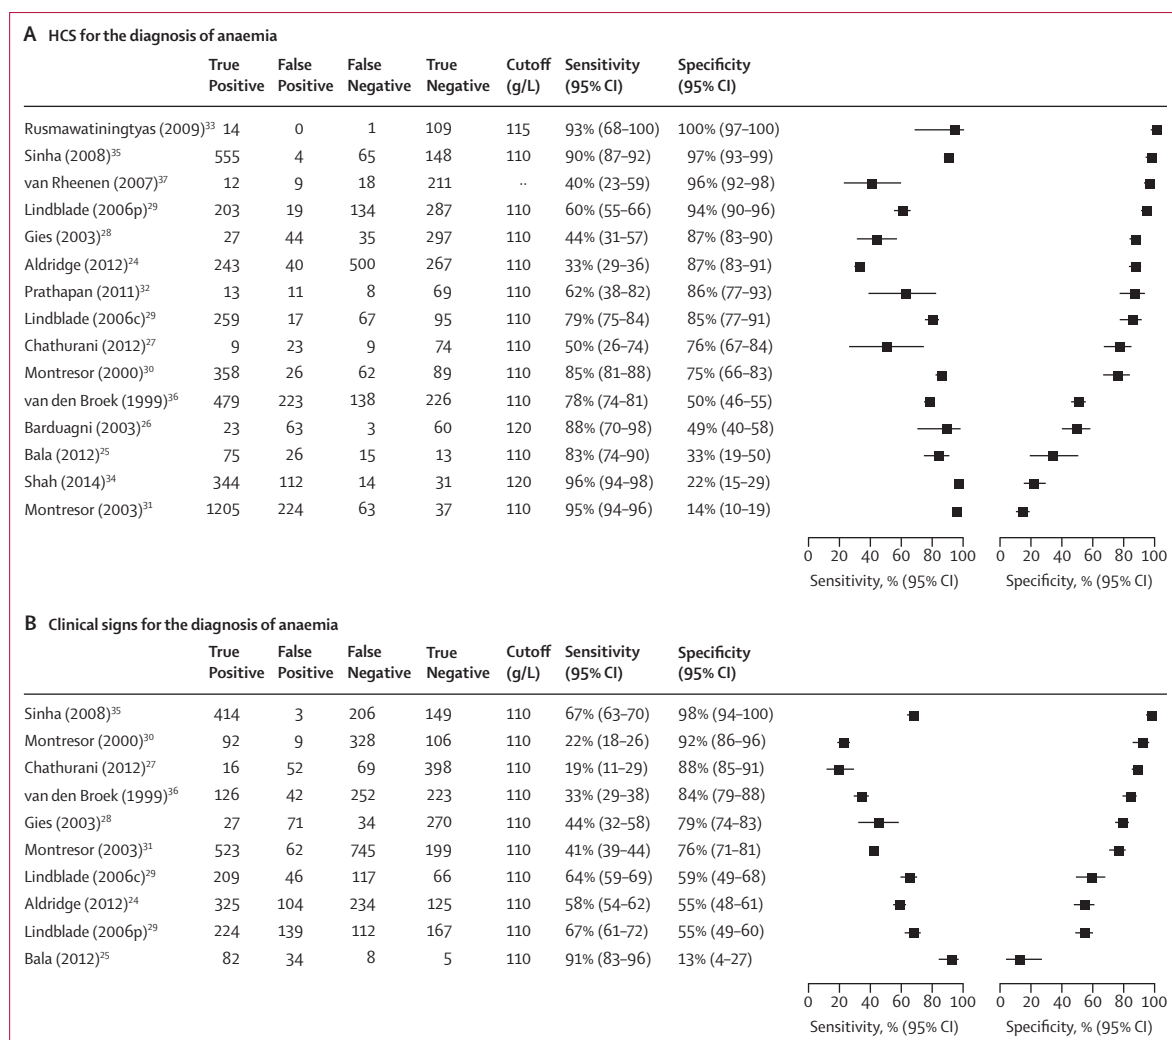 A HCS for the diagnosis of anaemia
True False False True Cutoff Sensitivity Specificity
Positive Positive Negative Negative (g/L) (95% CI) (95% CI)
Rusmawatiningtyas (2009)³³ 14 0 1 109 115 93% (68–100) 100% (97–100)
Sinha (2008)³⁵ 555 4 65 148 110 90% (87–92) 97% (93–99)
van Rheenen (2007)³⁷ 12 9 18 211 ·· 40% (23–59) 96% (92–98)
Lindblade (2006p)²⁹ 203 19 134 287 110 60% (55–66) 94% (90–96)
Gies (2003)²⁸ 27 44 35 297 110 44% (31–57) 87% (83–90)
Aldridge (2012)²⁴ 243 40 500 267 110 33% (29–36) 87% (83–91)
Prathapan (2011)³² 13 11 8 69 110 62% (38–82) 86% (77–93)
Lindblade (2006c)²⁹ 259 17 67 95 110 79% (75–84) 85% (77–91)
Chathurani (2012)²⁷ 9 23 9 74 110 50% (26–74) 76% (67–84)
Montresor (2000)³⁰ 358 26 62 89 110 85% (81–88) 75% (66–83)
van den Broek (1999)³⁶ 479 223 138 226 110 78% (74–81) 50% (46–55)
Barduagni (2003)²⁶ 23 63 3 60 120 88% (70–98) 49% (40–58)
Bala (2012)²⁵ 75 26 15 13 110 83% (74–90) 33% (19–50)
Shah (2014)³⁴ 344 112 14 31 120 96% (94–98) 22% (15–29)
Montresor (2003)³¹ 1205 224 63 37 110 95% (94–96) 14% (10–19)
0 20 40 60 80 100 0 20 40 60 80 100
Sensitivity, % (95% CI) Specificity, % (95% CI)
B Clinical signs for the diagnosis of anaemia
True False False True Cutoff Sensitivity Specificity
Positive Positive Negative Negative (g/L) (95% CI) (95% CI)
Sinha (2008)³⁵ 414 3 206 149 110 67% (63–70) 98% (94–100)
Montresor (2000)³⁰ 92 9 328 106 110 22% (18–26) 92% (86–96)
Chathurani (2012)²⁷ 16 52 69 398 110 19% (11–29) 88% (85–91)
van den Broek (1999)³⁶ 126 42 252 223 110 33% (29–38) 84% (79–88)
Gies (2003)²⁸ 27 71 34 270 110 44% (32–58) 79% (74–83)
Montresor (2003)³¹ 523 62 745 199 110 41% (39–44) 76% (71–81)
Lindblade (2006c)²⁹ 209 46 117 66 110 64% (59–69) 59% (49–68)
Aldridge (2012)²⁴ 325 104 234 125 110 58% (54–62) 55% (48–61)
Lindblade (2006p)²⁹ 224 139 112 167 110 67% (61–72) 55% (49–60)
Bala (2012)²⁵ 82 34 8 5 110 91% (83–96) 13% (4–27)
0 20 40 60 80 100 0 20 40 60 80 100
Sensitivity, % (95% CI) Specificity, % (95% CI)